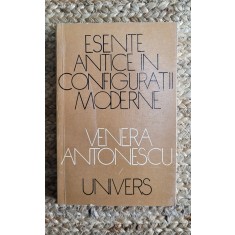 ESENTE
ANTICE IN
CONFIGURATII
MODERNE
VENERA
ANTONESCU
UNIVERS